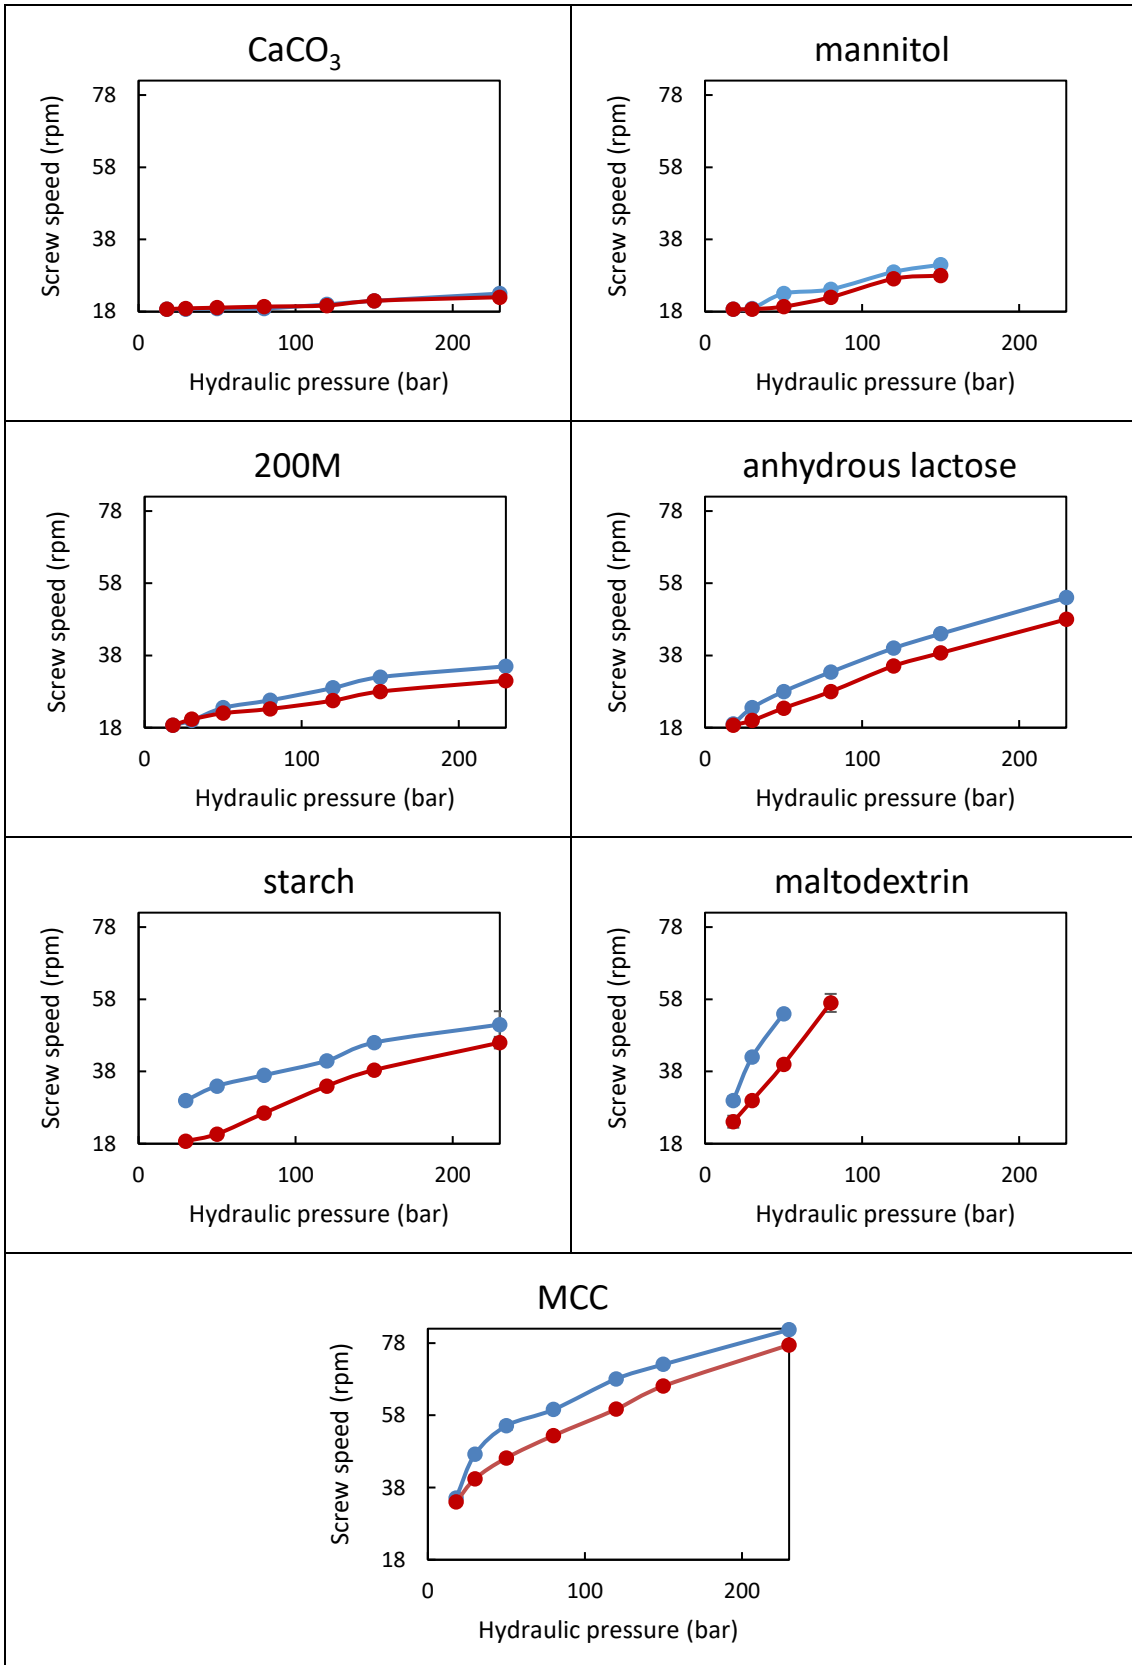 CaCO₃
Screw speed (rpm)
78
58
38
18
0 100 200
Hydraulic pressure (bar)
mannitol
Screw speed (rpm)
78
58
38
18
0 100 200
Hydraulic pressure (bar)
200M
Screw speed (rpm)
78
58
38
18
0 100 200
Hydraulic pressure (bar)
anhydrous lactose
Screw speed (rpm)
78
58
38
18
0 100 200
Hydraulic pressure (bar)
starch
Screw speed (rpm)
78
58
38
18
0 100 200
Hydraulic pressure (bar)
maltodextrin
Screw speed (rpm)
78
58
38
18
0 100 200
Hydraulic pressure (bar)
MCC
Screw speed (rpm)
78
58
38
18
0 100 200
Hydraulic pressure (bar)